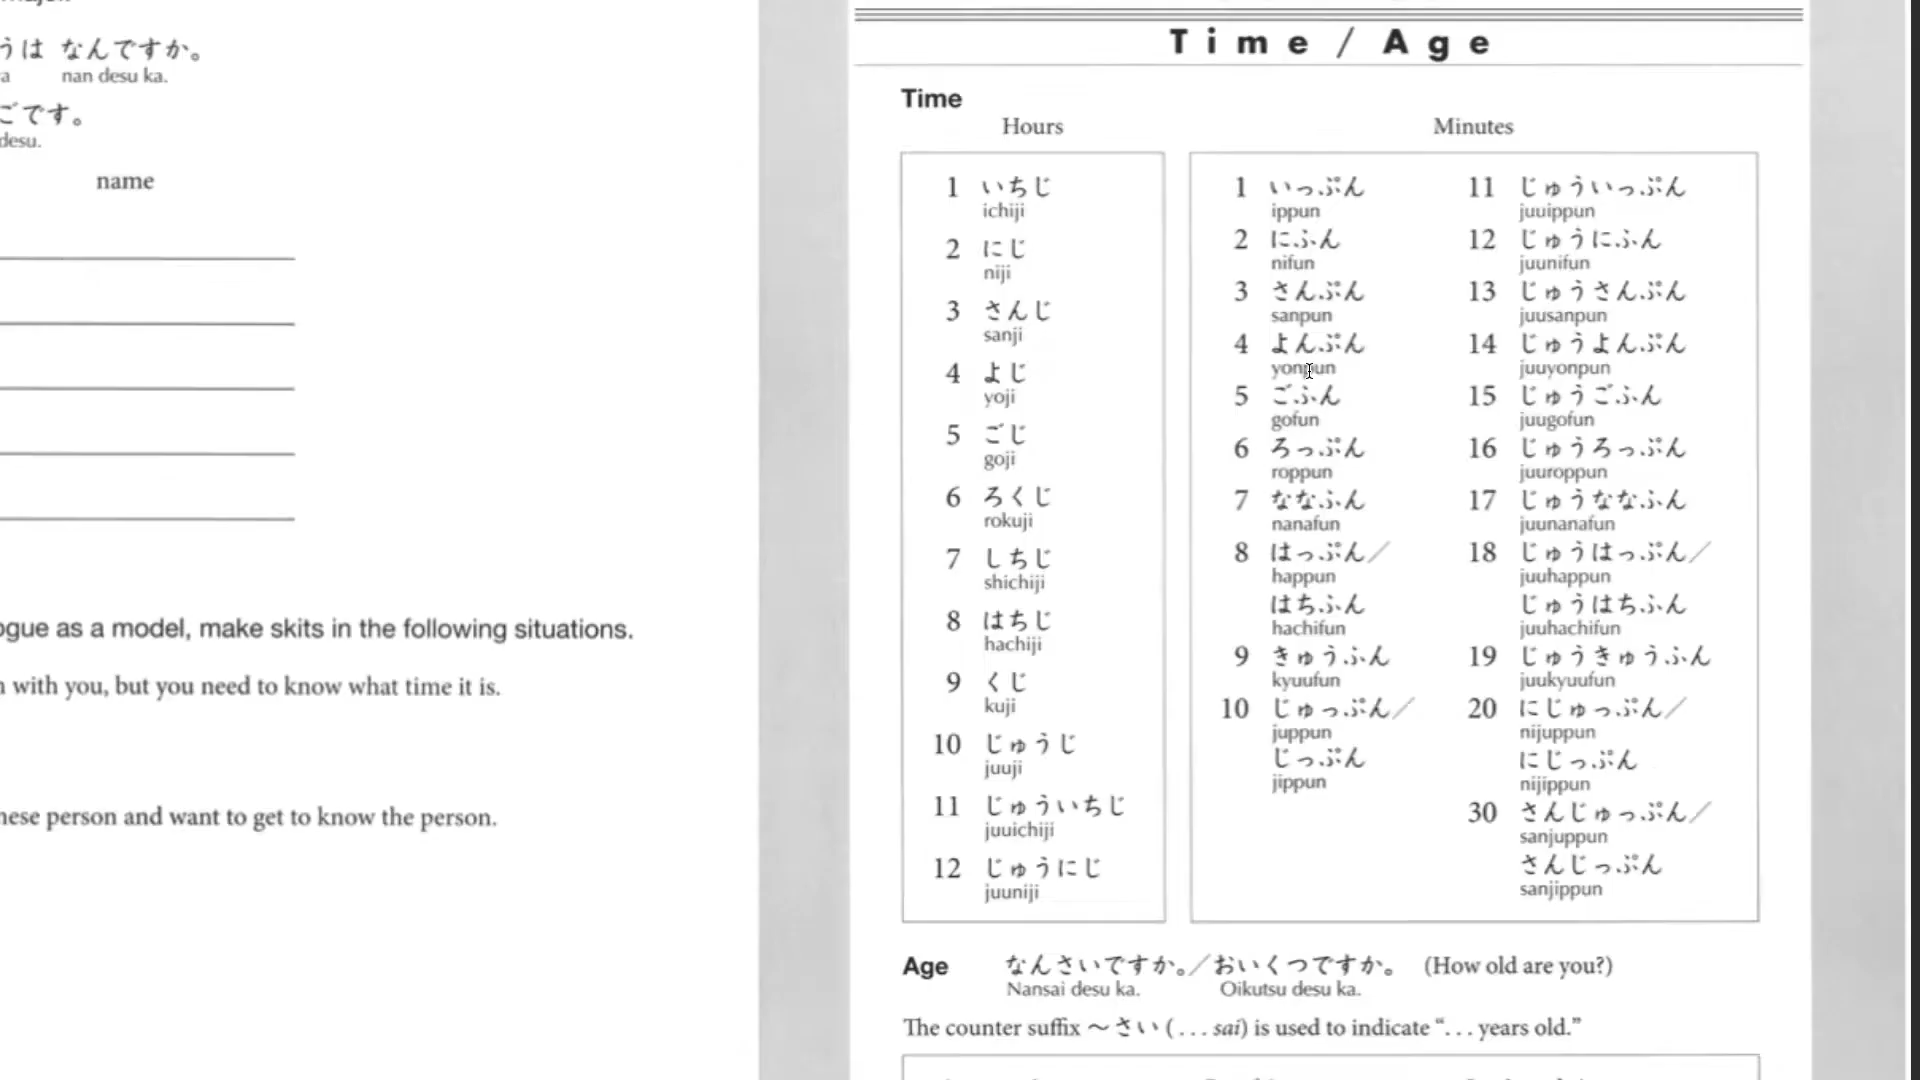 うは なんですか。
a nan desu ka.
ごです。
desu.
name
ogue as a model, make skits in the following situations.
with you, but you need to know what time it is.
nese person and want to get to know the person.
Time / Age
Time
Hours
1 いちじ
ichiji
2 にじ
niji
3 さんじ
sanji
4 よじ
yoji
5 ごじ
goji
6 ろくじ
rokuji
7 しちじ
shichiji
8 はちじ
hachiji
9 くじ
kuji
10 じゅうじ
juuji
11 じゅういちじ
juuichiji
12 じゅうにじ
juuniji
Minutes
1 いっぷん
ippun
2 にふん
nifun
3 さんぷん
sanpun
4 よんぷん
yonpun
5 ごふん
gofun
6 ろっぷん
roppun
7 ななふん
nanafun
8 はっぷん／
happun
はちふん
hachifun
9 きゅうふん
kyuufun
10 じゅっぷん／
juppun
じっぷん
jippun
11 じゅういっぷん
juuippun
12 じゅうにふん
juunifun
13 じゅうさんぷん
juusanpun
14 じゅうよんぷん
juuyonpun
15 じゅうごふん
juugofun
16 じゅうろっぷん
juuroppun
17 じゅうななふん
juunanafun
18 じゅうはっぷん／
juuhappun
じゅうはちふん
juuhachifun
19 じゅうきゅうふん
juukyuufun
20 にじゅっぷん／
nijuppun
にじっぷん
nijippun
30 さんじゅっぷん／
sanjuppun
さんじっぷん
sanjippun
Age なんさいですか。／おいくつですか。 (How old are you?)
Nansai desu ka. Oikutsu desu ka.
The counter suffix ～さい (. . . sai) is used to indicate “. . . years old.”